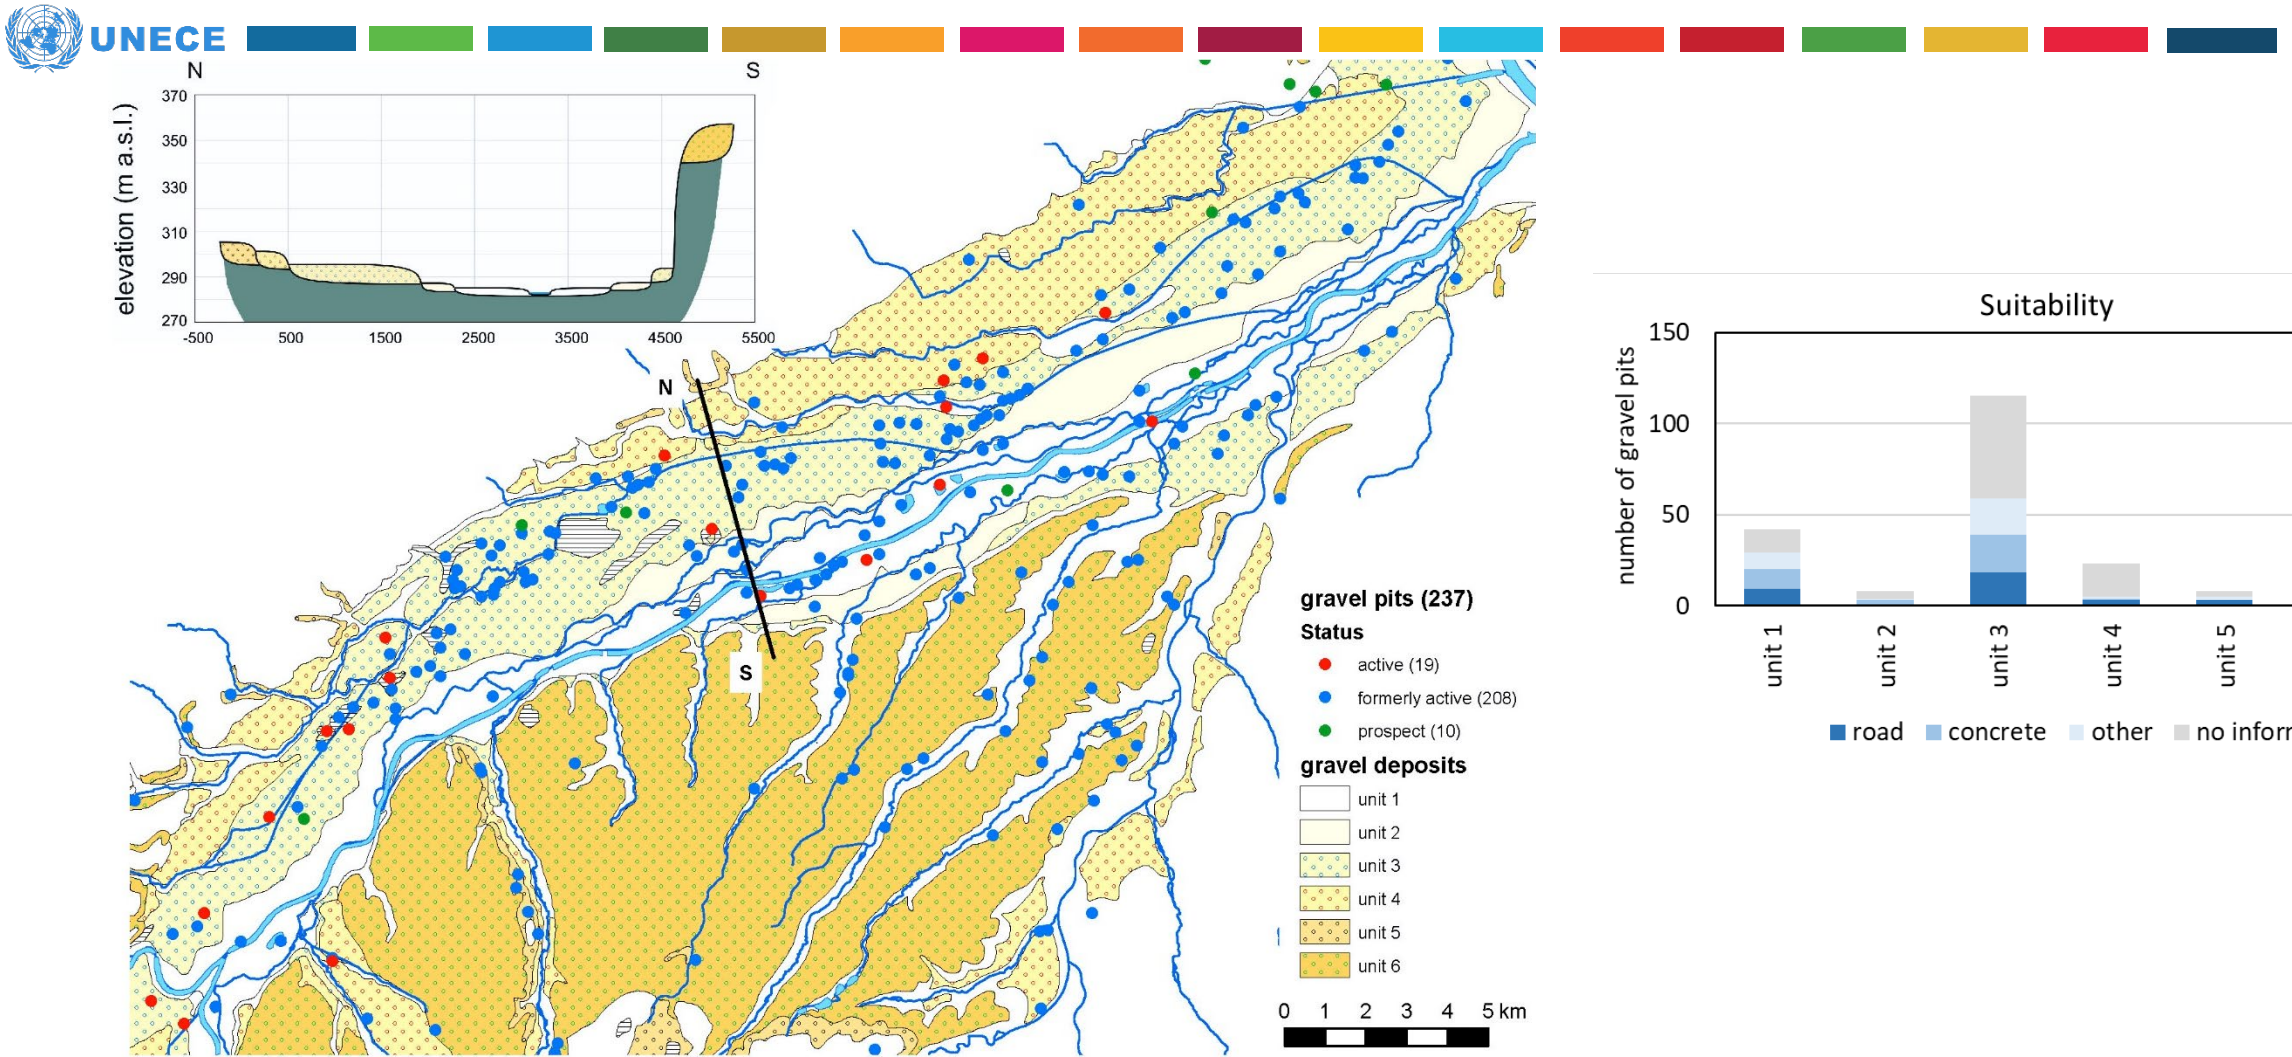 UNECE
N S
elevation (m a.s.l.)
370
350
330
310
290
270
-500 500 1500 2500 3500 4500 5500
N
S
gravel pits (237)
Status
active (19)
formerly active (208)
prospect (10)
gravel deposits
unit 1
unit 2
unit 3
unit 4
unit 5
unit 6
0 1 2 3 4 5 km
Suitability
number of gravel pits
150
100
50
0
unit 1
unit 2
unit 3
unit 4
unit 5
road concrete other no inforr